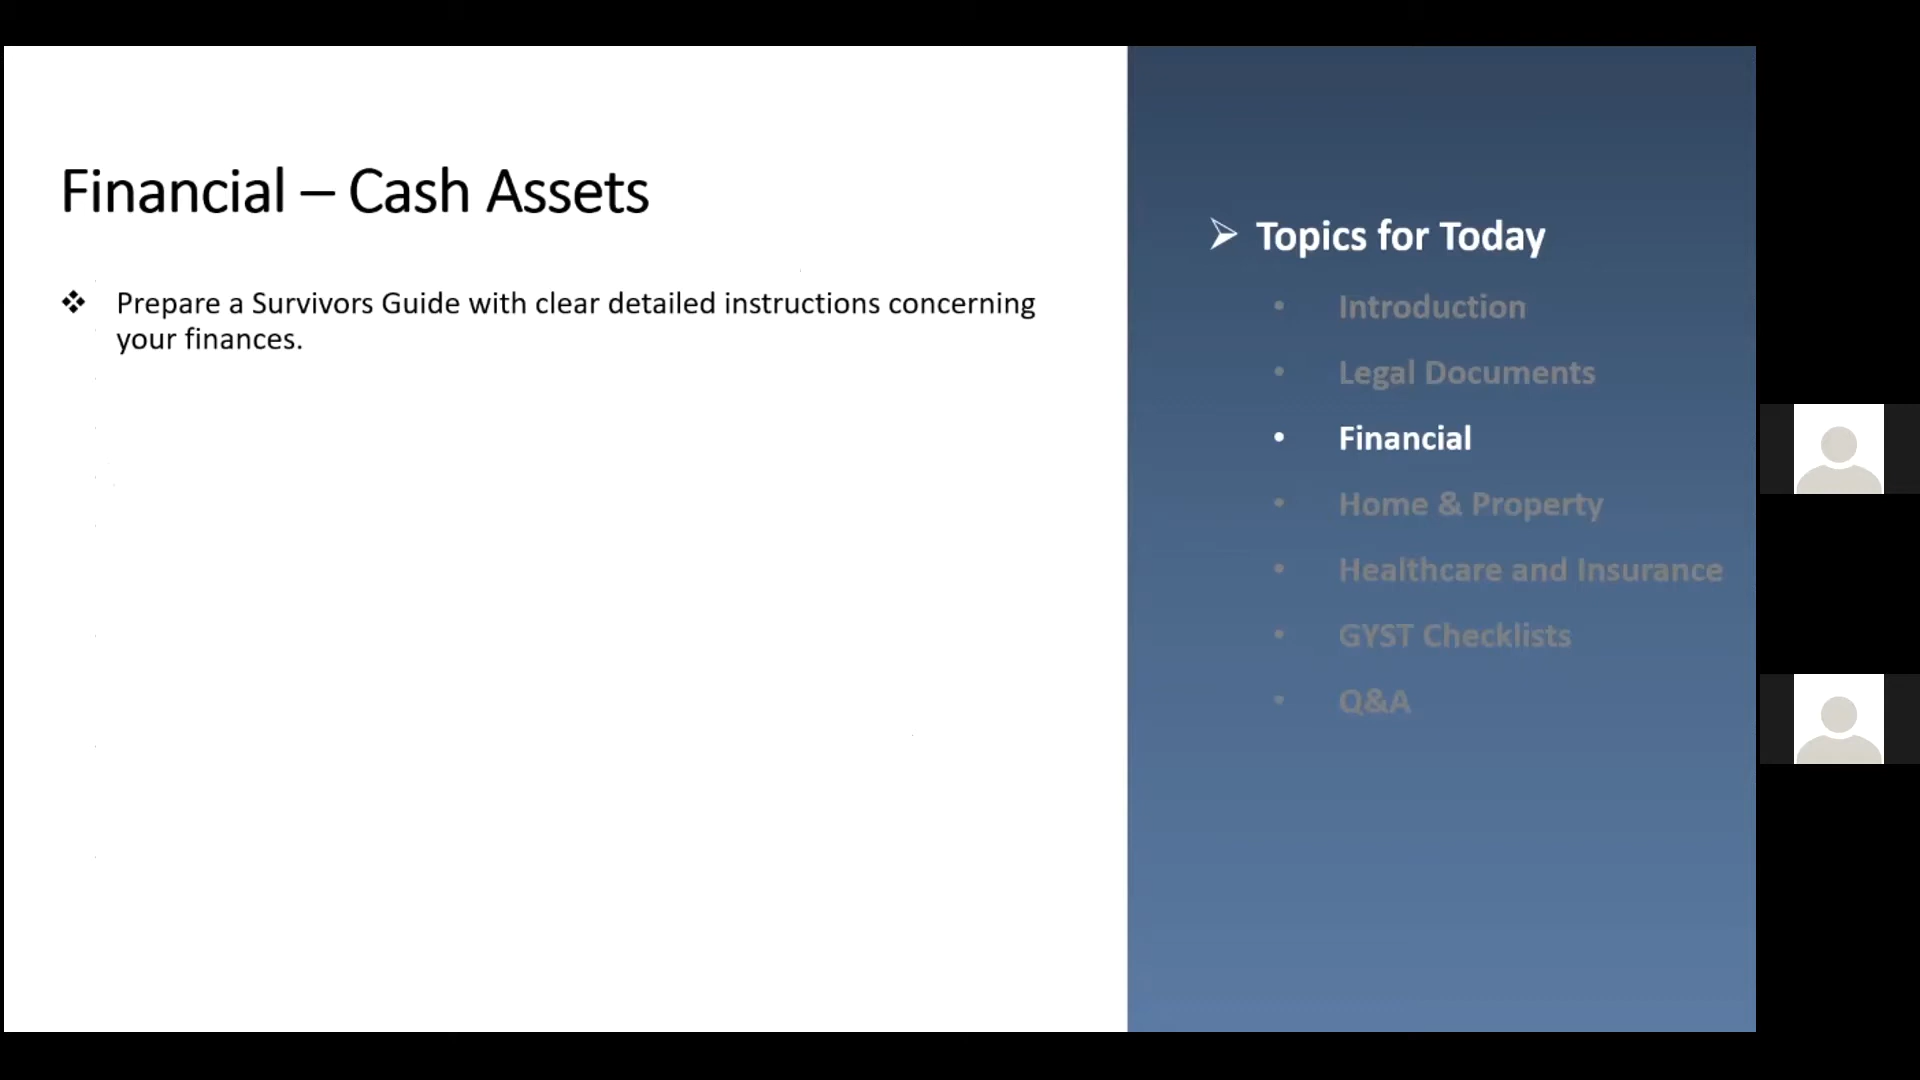 Financial – Cash Assets
❖ Prepare a Survivors Guide with clear detailed instructions concerning
your finances.
➢ Topics for Today
• Introduction
• Legal Documents
• Financial
• Home & Property
• Healthcare and Insurance
• GYST Checklists
• Q&A